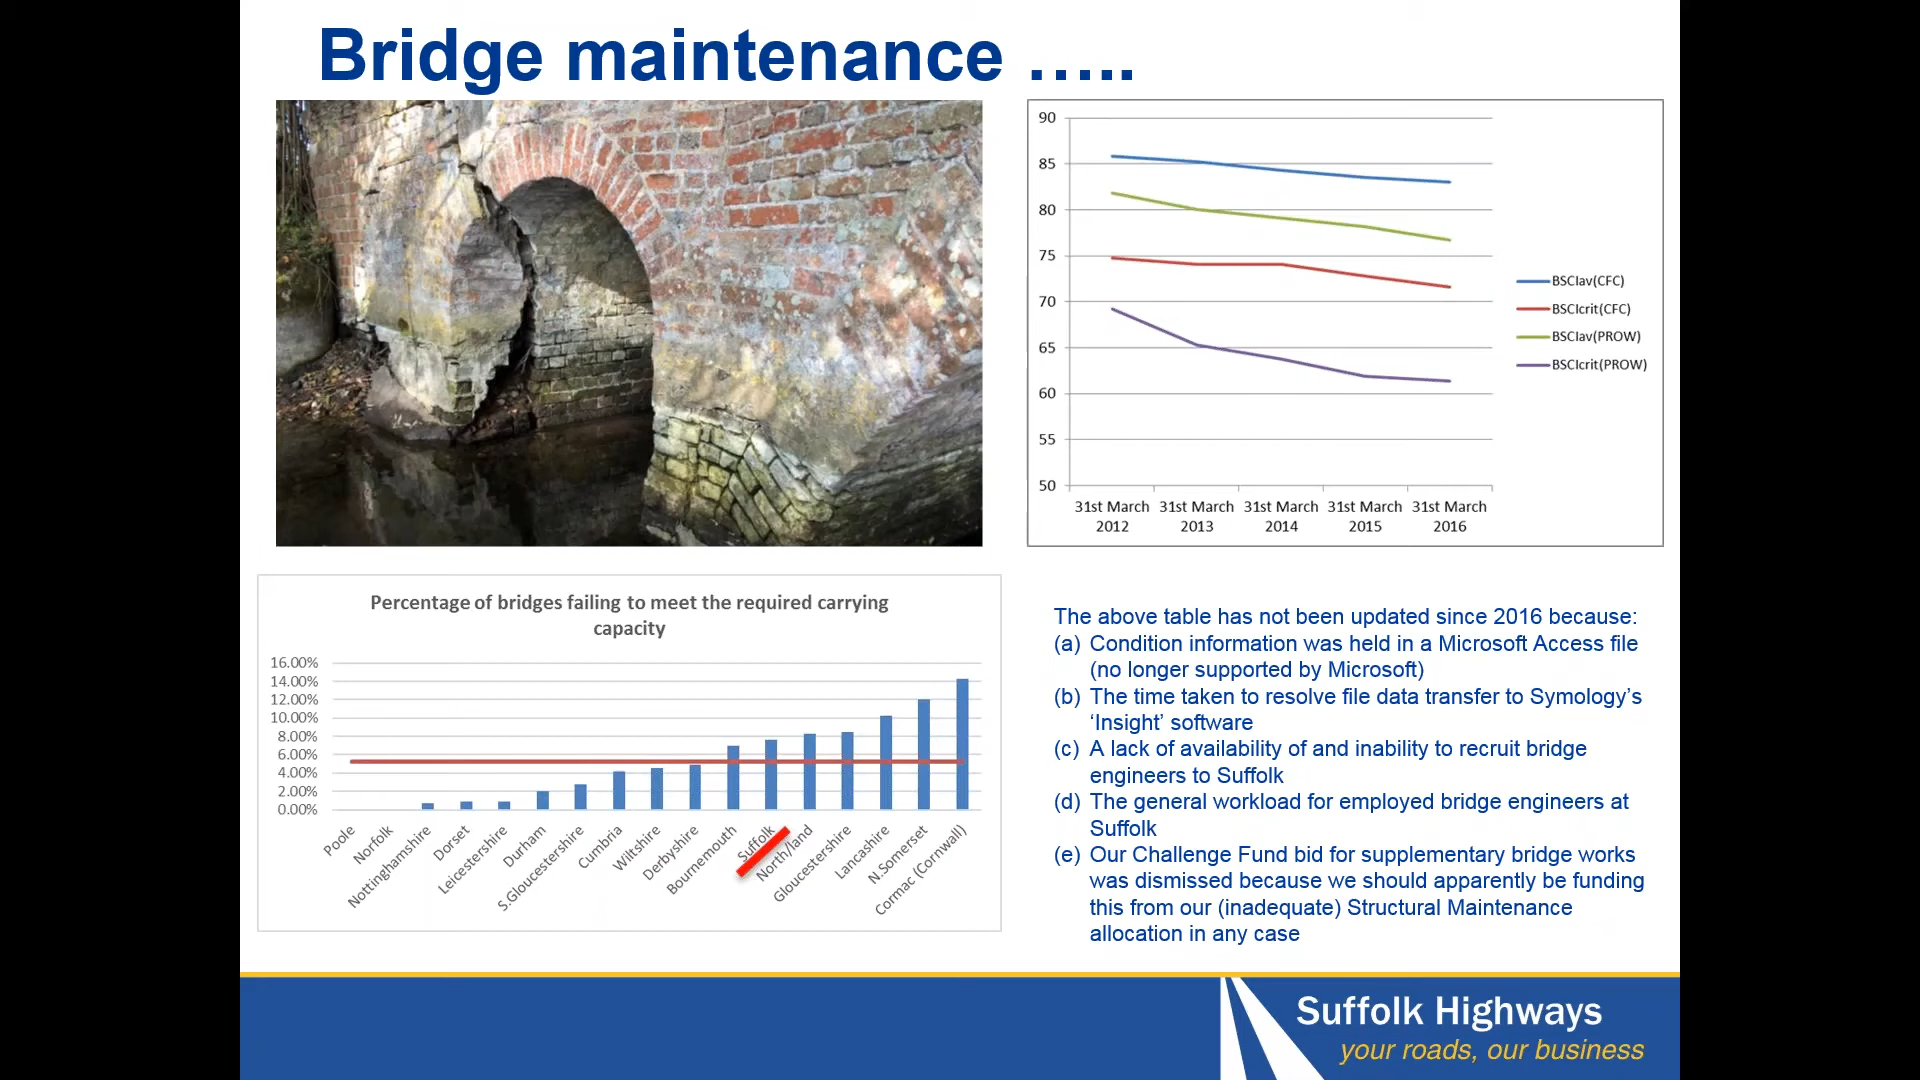 Bridge maintenance …..
90
85
80
75
70
65
60
55
50
31st March 2012
31st March 2013
31st March 2014
31st March 2015
31st March 2016
BSCIav(CFC)
BSCIcrit(CFC)
BSCIav(PROW)
BSCIcrit(PROW)
Percentage of bridges failing to meet the required carrying
capacity
16.00%
14.00%
12.00%
10.00%
8.00%
6.00%
4.00%
2.00%
0.00%
Poole
Norfolk
Nottinghamshire
Dorset
Leicestershire
Durham
S.Gloucestershire
Cumbria
Wiltshire
Derbyshire
Bournemouth
Suffolk
North/land
Gloucestershire
Lancashire
N.Somerset
Cormac (Cornwall)
The above table has not been updated since 2016 because:
(a) Condition information was held in a Microsoft Access file
(no longer supported by Microsoft)
(b) The time taken to resolve file data transfer to Symology’s
‘Insight’ software
(c) A lack of availability of and inability to recruit bridge
engineers to Suffolk
(d) The general workload for employed bridge engineers at
Suffolk
(e) Our Challenge Fund bid for supplementary bridge works
was dismissed because we should apparently be funding
this from our (inadequate) Structural Maintenance
allocation in any case
Suffolk Highways
your roads, our business